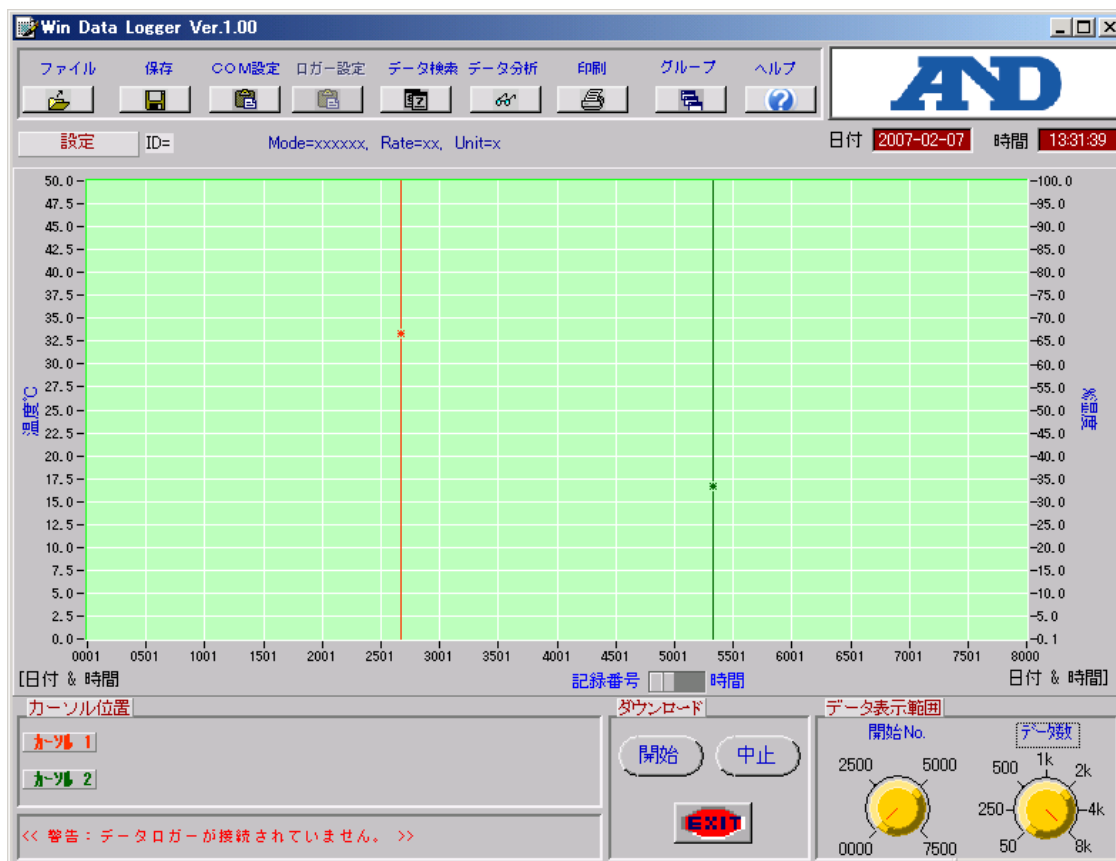 Win Data Logger Ver.1.00
ファイル 保存 COM設定 ロガー設定 データ検索 データ分析 印刷 グループ ヘルプ
AND
設定 ID= Mode=xxxxxx, Rate=xx, Unit=x 日付 2007-02-07 時間 13:31:39
50.0 100.0
47.5 95.0
45.0 90.0
42.5 85.0
40.0 80.0
37.5 75.0
35.0 70.0
32.5 65.0
30.0 60.0
27.5 55.0
25.0 50.0
22.5 45.0
20.0 40.0
17.5 35.0
15.0 30.0
12.5 25.0
10.0 20.0
7.5 15.0
5.0 10.0
2.5 5.0
0.0 0.1
温度℃
%湿度
0001 0501 1001 1501 2001 2501 3001 3501 4001 4501 5001 5501 6001 6501 7001 7501 8000
[日付 & 時間 記録番号 時間 日付 & 時間]
カーソル位置
カーソル 1
カーソル 2
<< 警告:データロガーが接続されていません。 >>
ダウンロード
開始 中止
EXIT
データ表示範囲
開始No. データ数
2500 5000
0000 7500
500 1k 2k
250 4k
50 8k